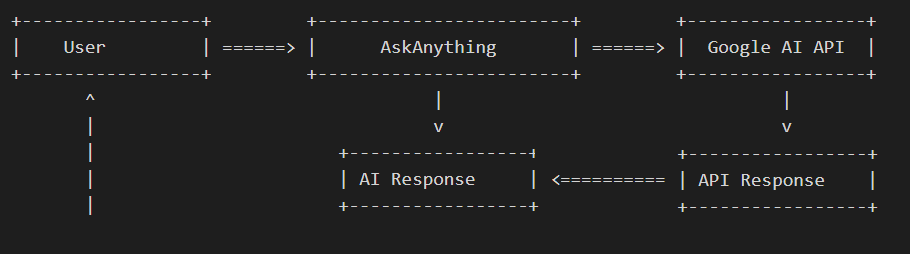 +-----------------+        +------------------------+         +-----------------+
|    User         | ======> |      AskAnything       | ======> |  Google AI API  |
+-----------------+        +------------------------+         +-----------------+
       ^                                |                                |
       |                                v                                v
       |                       +-----------------+             +-----------------+
       |                       | AI Response     | <========== | API Response    |
       |                       +-----------------+             +-----------------+